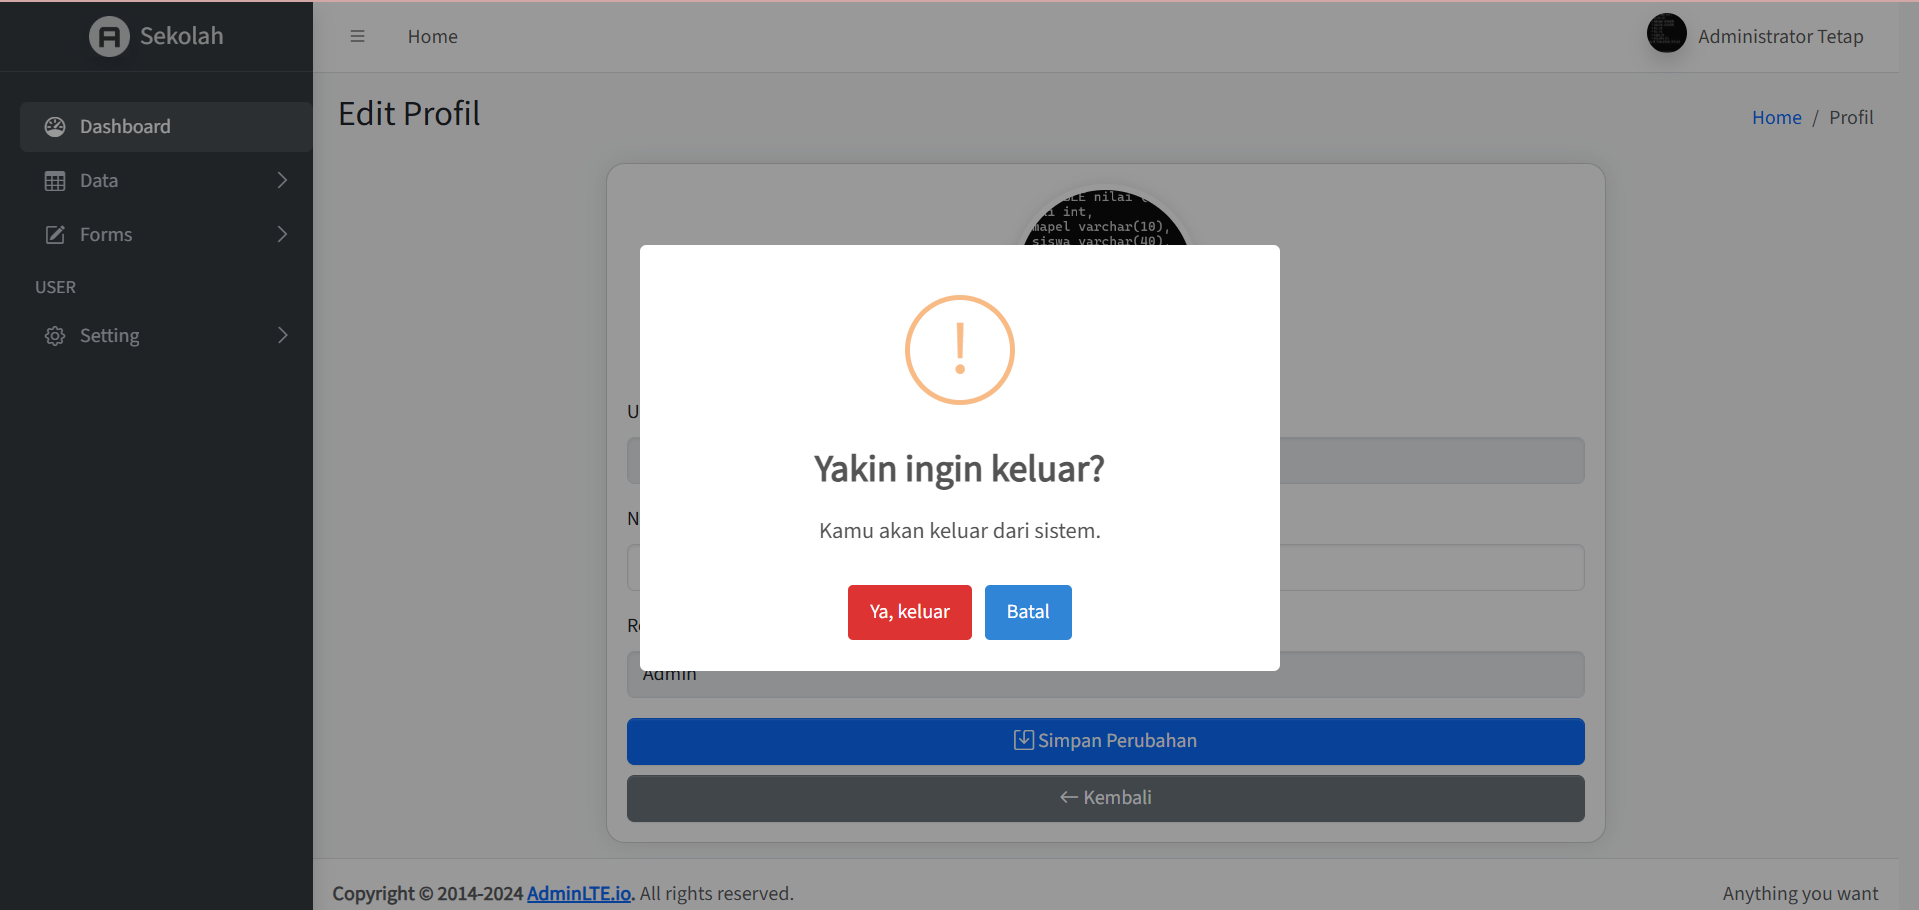 Sekolah
Home
Administrator Tetap
Dashboard
Data
Forms
USER
Setting
Edit Profil
Home / Profil
nilai
int,
mapel varchar(10),
siswa varchar(40)
Yakin ingin keluar?
Kamu akan keluar dari sistem.
Ya, keluar
Batal
U
N
Admin
Simpan Perubahan
← Kembali
Copyright © 2014-2024 AdminLTE.io. All rights reserved.
Anything you want